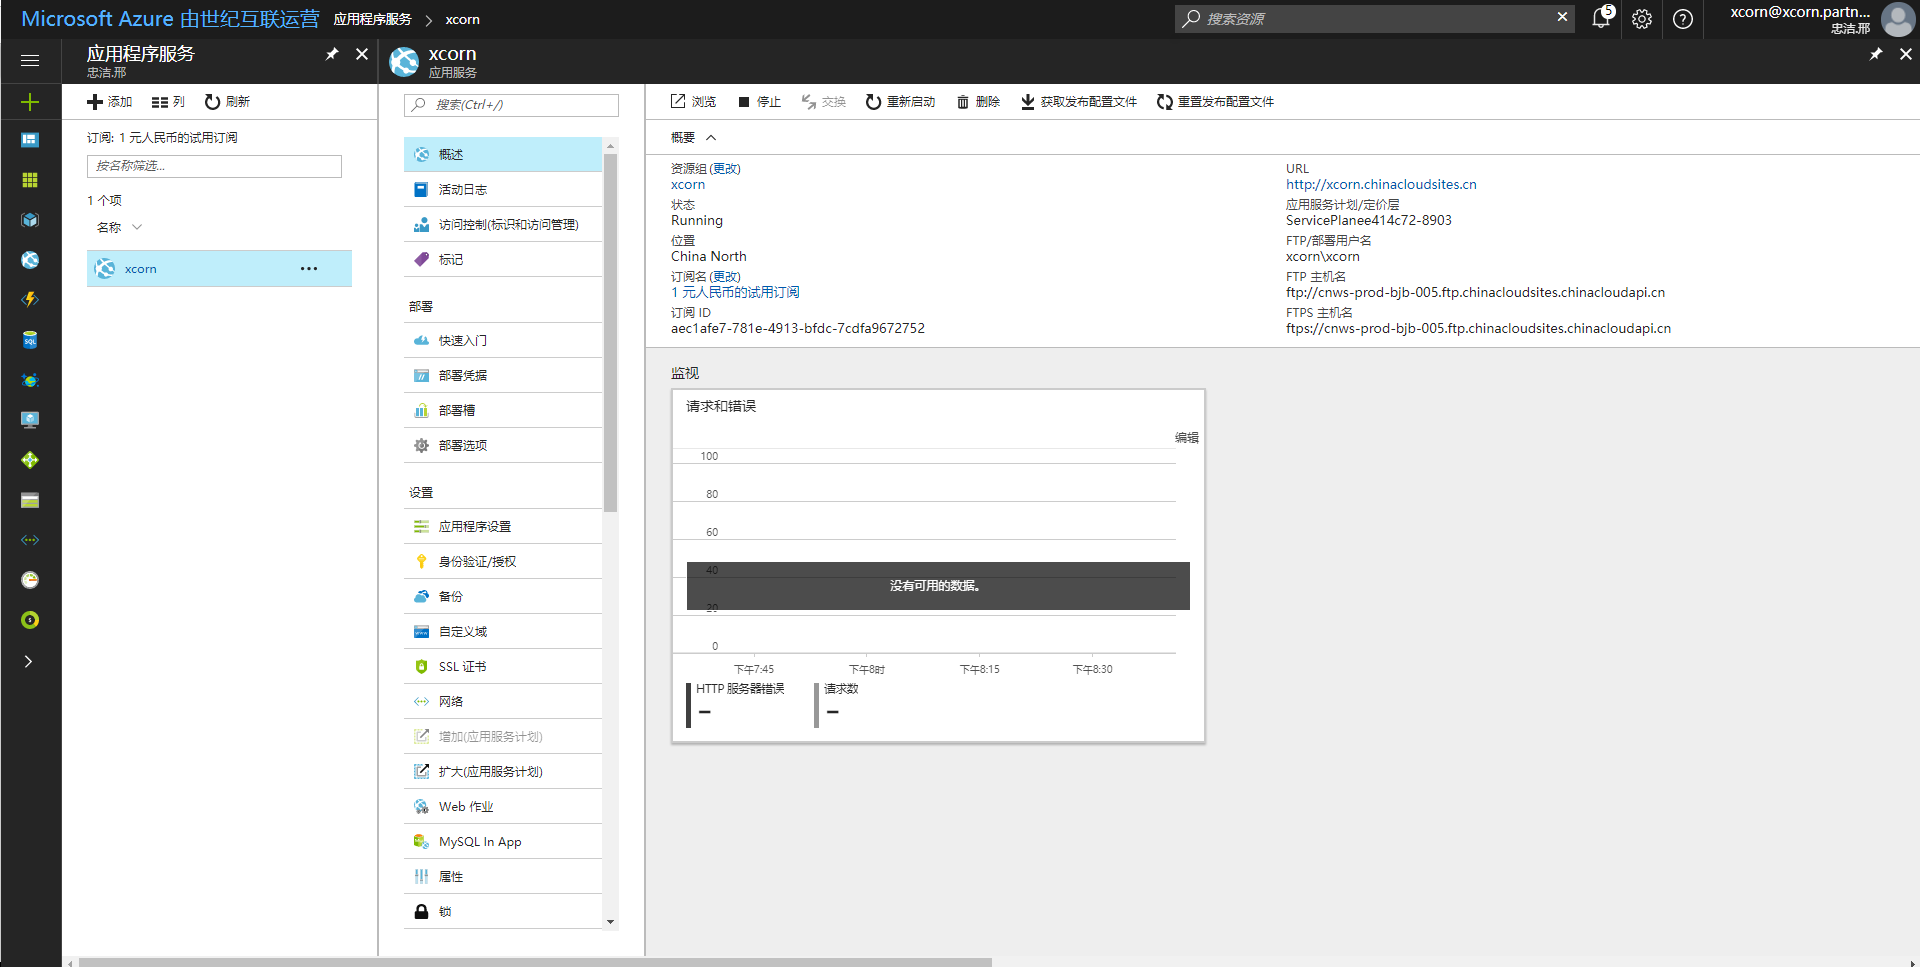 Microsoft Azure 由世纪互联运营
应用程序服务
xcorn
搜索资源
5
xcorn@xcorn.partn...
忠洁.邢
应用程序服务
忠洁.邢
添加
列
刷新
订阅: 1 元人民币的试用订阅
按名称筛选...
1 个项
名称
xcorn
xcorn
应用服务
搜索(Ctrl+/)
概述
活动日志
访问控制(标识和访问管理)
标记
部署
快速入门
部署凭据
部署槽
部署选项
设置
应用程序设置
身份验证/授权
备份
自定义域
SSL 证书
网络
增加(应用服务计划)
扩大(应用服务计划)
Web 作业
MySQL In App
属性
锁
浏览
停止
交换
重新启动
删除
获取发布配置文件
重置发布配置文件
概要
资源组 (更改)
xcorn
状态
Running
位置
China North
订阅名 (更改)
1 元人民币的试用订阅
订阅 ID
aec1afe7-781e-4913-bfdc-7cdfa9672752
URL
http://xcorn.chinacloudsites.cn
应用服务计划/定价层
ServicePlanee414c72-8903
FTP/部署用户名
xcorn\xcorn
FTP 主机名
ftp://cnws-prod-bjb-005.ftp.chinacloudsites.chinacloudapi.cn
FTPS 主机名
ftps://cnws-prod-bjb-005.ftp.chinacloudsites.chinacloudapi.cn
监视
请求和错误
编辑
100
80
60
40
没有可用的数据。
20
0
下午7:45
下午8时
下午8:15
下午8:30
HTTP 服务器错误
--
请求数
--